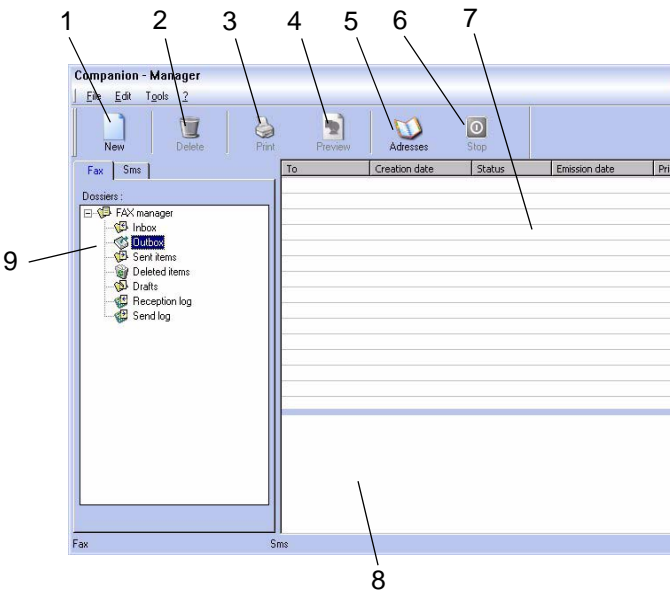 1 2 3 4 5 6 7
Companion - Manager
File Edit Tools ?
New Delete Print Preview Adresses Stop
Fax Sms
To Creation date Status Emission date Pri
Dossiers :
FAX manager
Inbox
Outbox
9
Sent items
Deleted items
Drafts
Reception log
Send log
Fax Sms
8